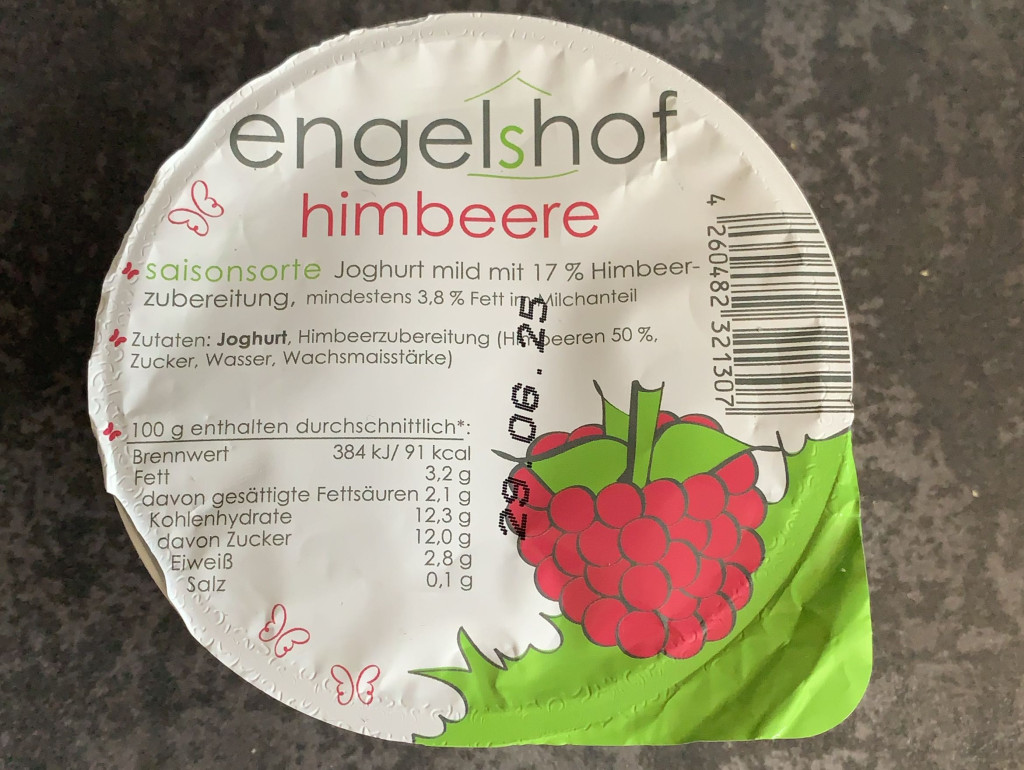 engelshof
himbeere
saisonsorte Joghurt mild mit 17 % Himbeer-
zubereitung, mindestens 3,8 % Fett im Milchanteil
Zutaten: Joghurt, Himbeerzubereitung (Himbeeren 50 %,
Zucker, Wasser, Wachsmaisstärke)
100 g enthalten durchschnittlich*:
Brennwert 384 kJ/ 91 kcal
Fett 3,2 g
davon gesättigte Fettsäuren 2,1 g
Kohlenhydrate 12,3 g
davon Zucker 12,0 g
Eiweiß 2,8 g
Salz 0,1 g
29.06.25
4 260482 321307